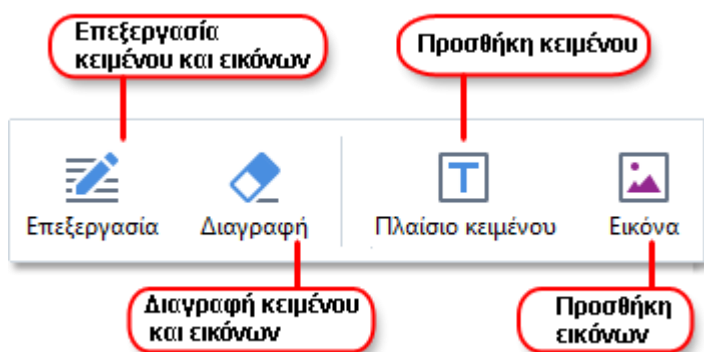 Επεξεργασία
κειμένου και εικόνων
Προσθήκη κειμένου
Επεξεργασία
Διαγραφή
Πλαίσιο κειμένου
Εικόνα
Διαγραφή κειμένου
και εικόνων
Προσθήκη
εικόνων